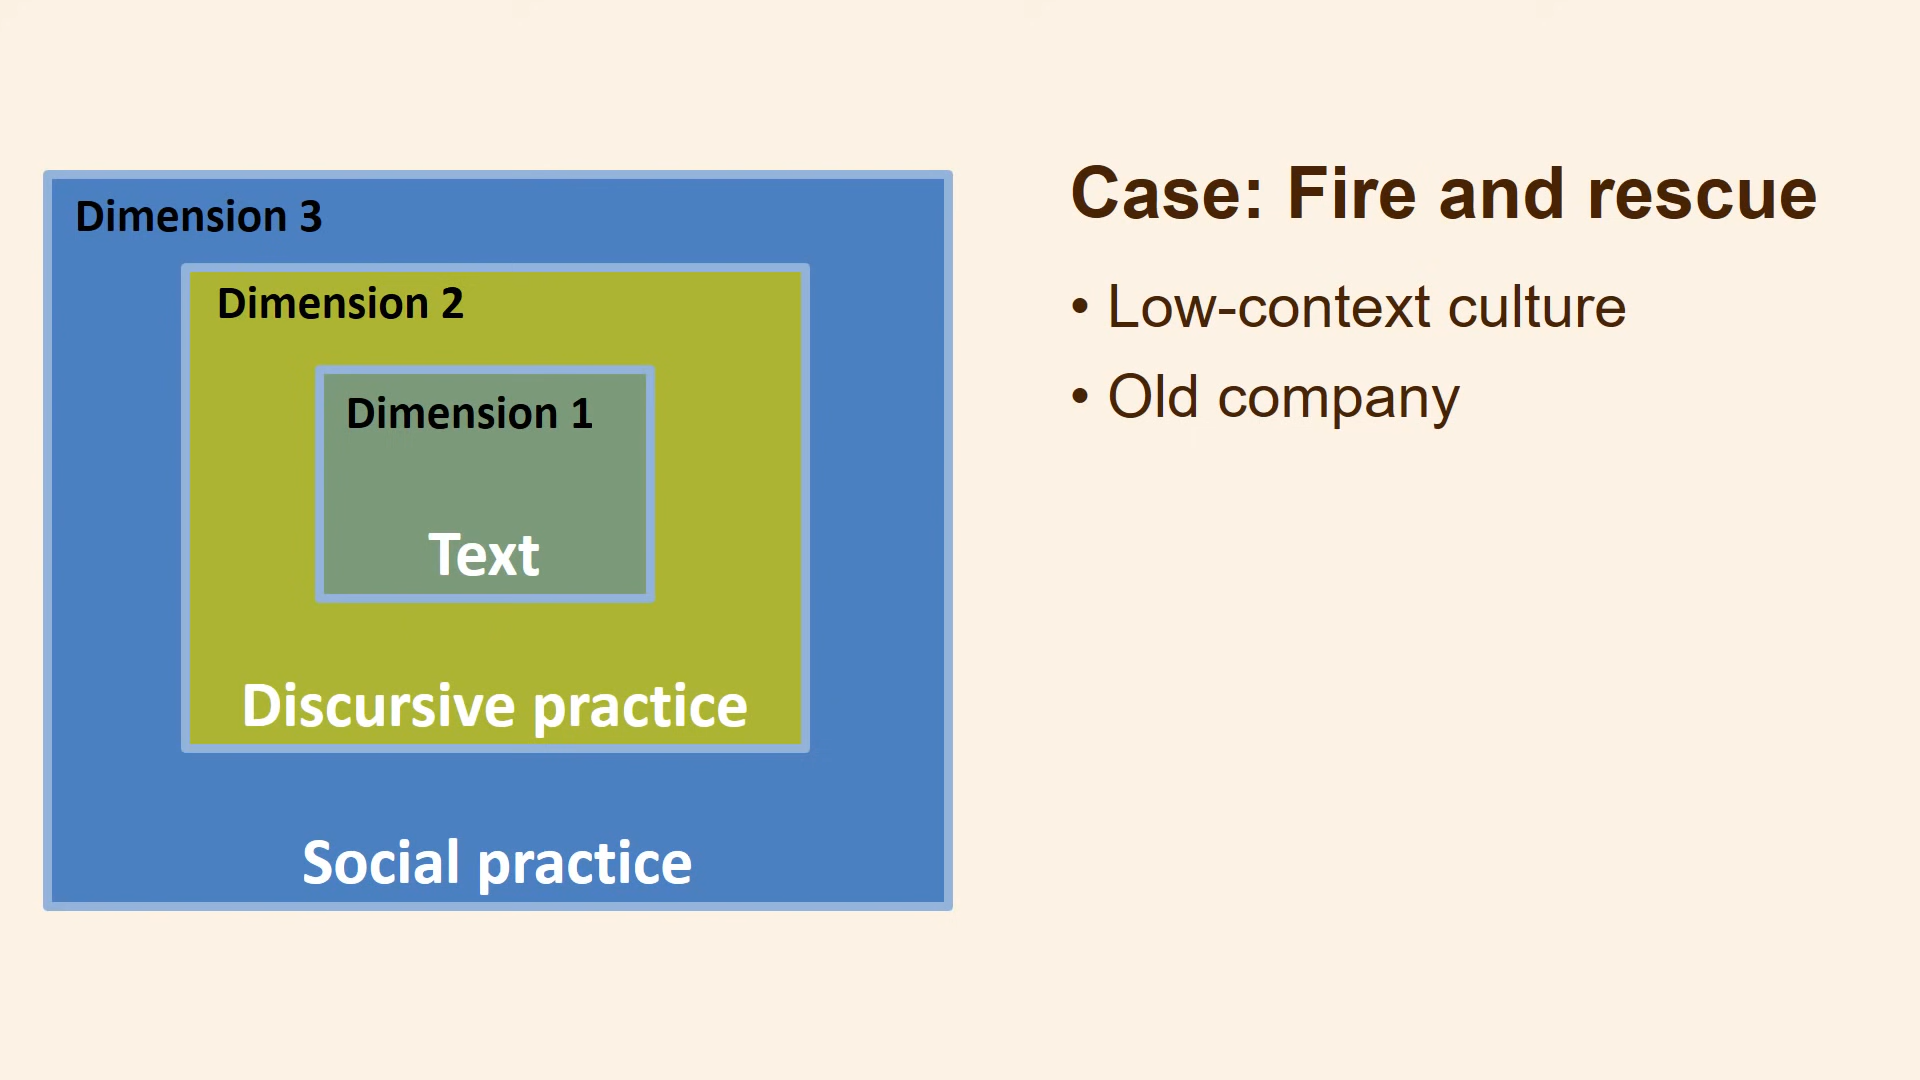 Dimension 3
Dimension 2
Dimension 1
Text
Discursive practice
Social practice
Case: Fire and rescue
• Low-context culture
• Old company